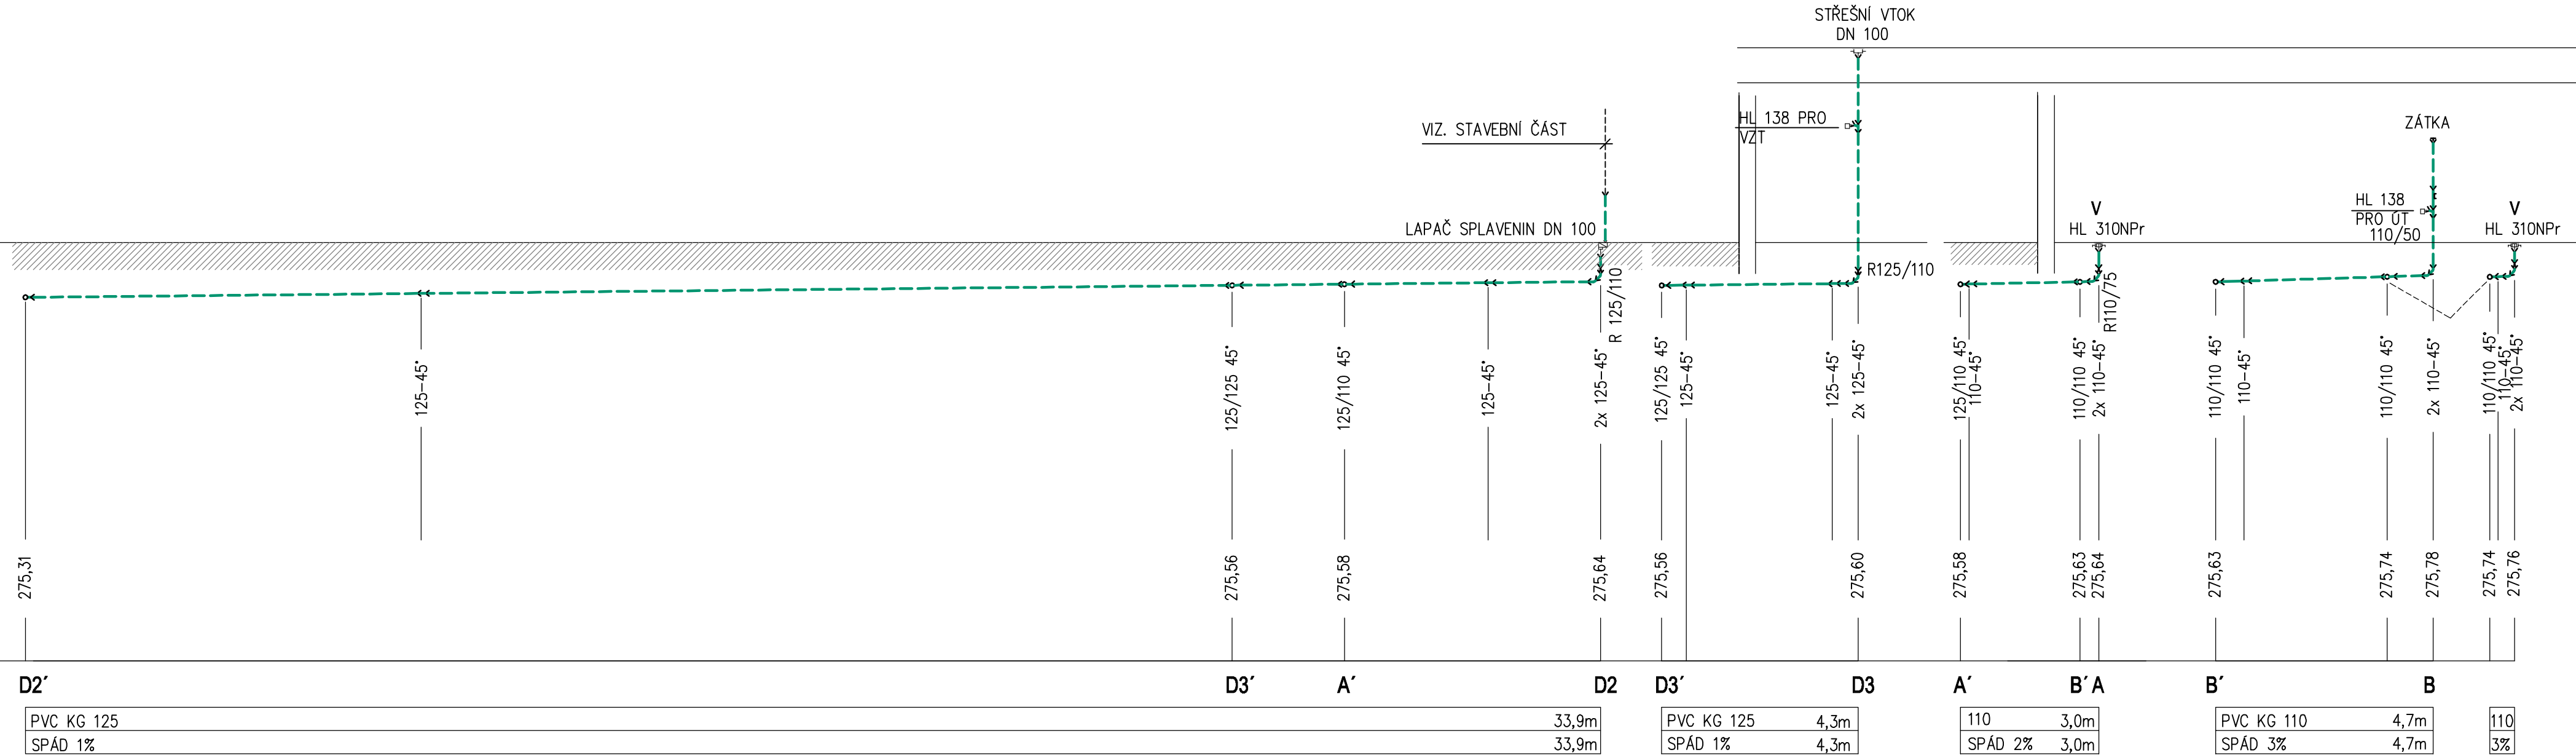 STŘEŠNÍ VTOK
DN 100
HL 138 PRO
VZT
VIZ. STAVEBNÍ ČÁST
ZÁTKA
HL 138
PRO ÚT
110/50
V
HL 310NPr
V
HL 310NPr
LAPAČ SPLAVENIN DN 100
R 125/110
R125/110
R110/75
125-45°
125/125 45°
125/110 45°
125-45°
2x 125-45°
125/125 45°
125-45°
125-45°
2x 125-45°
125/110 45°
110-45°
110/110 45°
2x 110-45°
110/110 45°
110-45°
110/110 45°
2x 110-45°
110/110 45°
110-45°
2x 110-45°
275,31
275,56
275,58
275,64
275,56
275,60
275,58
275,63
275,64
275,63
275,74
275,78
275,74
275,76
D2´ D3´ A´ D2 D3´ D3 A´ B´ A B´ B
PVC KG 125 33,9m
SPÁD 1% 33,9m
PVC KG 125 4,3m
SPÁD 1% 4,3m
110 3,0m
SPÁD 2% 3,0m
PVC KG 110 4,7m
SPÁD 3% 4,7m
110
3%